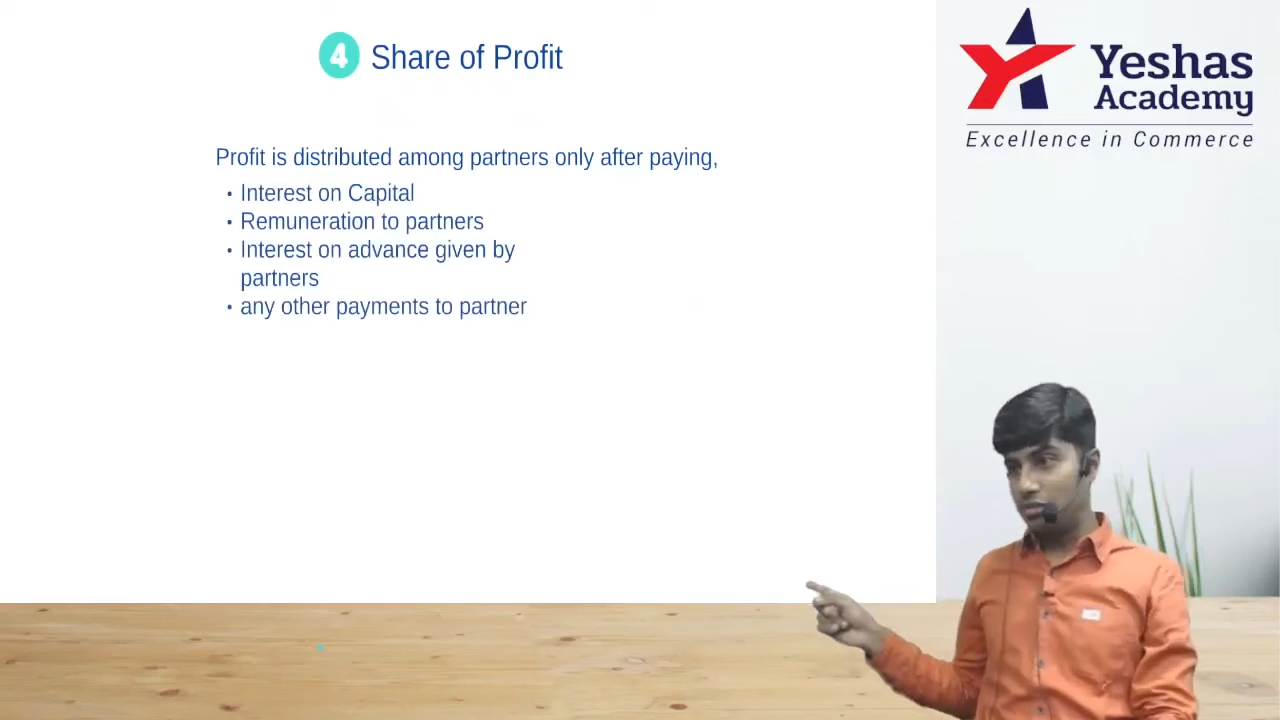 4 Share of Profit
Profit is distributed among partners only after paying,
• Interest on Capital
• Remuneration to partners
• Interest on advance given by
partners
• any other payments to partner
Yeshas
Academy
Excellence in Commerce